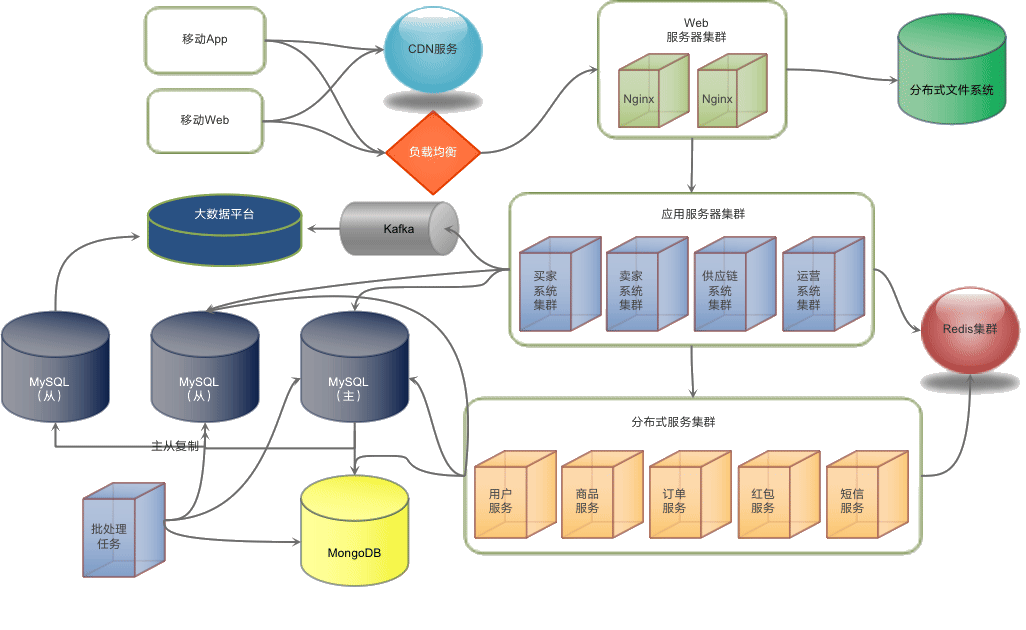 移动App
CDN服务
Web
服务器集群
Nginx
Nginx
分布式文件系统
移动Web
负载均衡
大数据平台
Kafka
应用服务器集群
买家
系统
集群
卖家
系统
集群
供应链
系统
集群
运营
系统
集群
Redis集群
MySQL
（从）
MySQL
（从）
MySQL
（主）
主从复制
分布式服务集群
用户
服务
商品
服务
订单
服务
红包
服务
短信
服务
批处理
任务
MongoDB